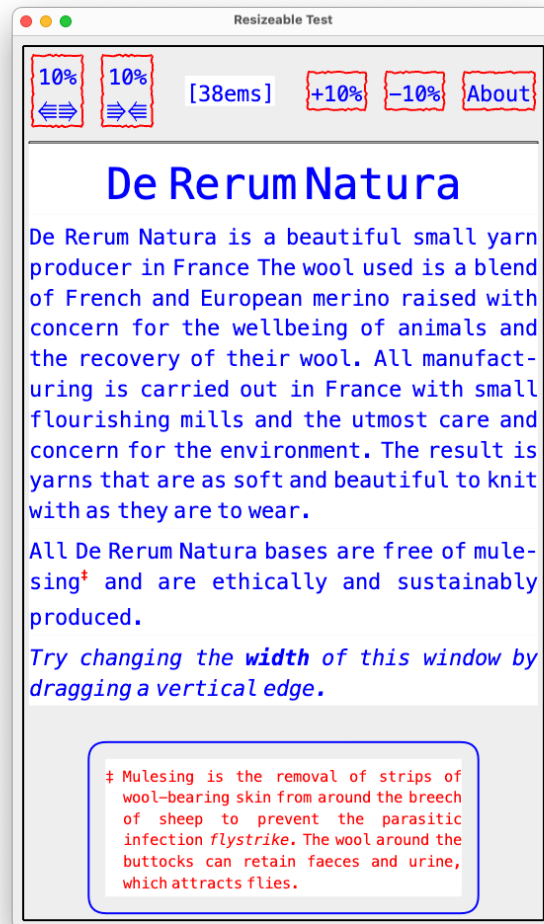 Resizeable Test
10% 10% [38ems] +10% -10% About
⇚⇛ ⇛⇚
De Rerum Natura
De Rerum Natura is a beautiful small yarn
producer in France The wool used is a blend
of French and European merino raised with
concern for the wellbeing of animals and
the recovery of their wool. All manufact-
uring is carried out in France with small
flourishing mills and the utmost care and
concern for the environment. The result is
yarns that are as soft and beautiful to knit
with as they are to wear.
All De Rerum Natura bases are free of mule-
sing‡ and are ethically and sustainably
produced.
Try changing the width of this window by
dragging a vertical edge.
‡ Mulesing is the removal of strips of
wool-bearing skin from around the breech
of sheep to prevent the parasitic
infection flystrike. The wool around the
buttocks can retain faeces and urine,
which attracts flies.